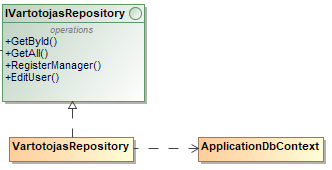 IVartotojasRepository
operations
+GetById()
+GetAll()
+RegisterManager()
+EditUser()
VartotojasRepository
ApplicationDbContext